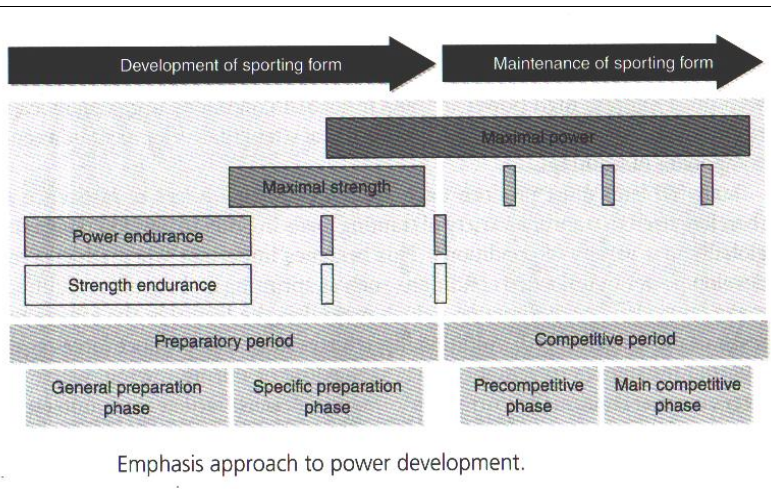 Development of sporting form
Maintenance of sporting form
Maximal power
Maximal strength
Power endurance
Strength endurance
Preparatory period
Competitive period
General preparation
phase
Specific preparation
phase
Precompetitive
phase
Main competitive
phase
Emphasis approach to power development.